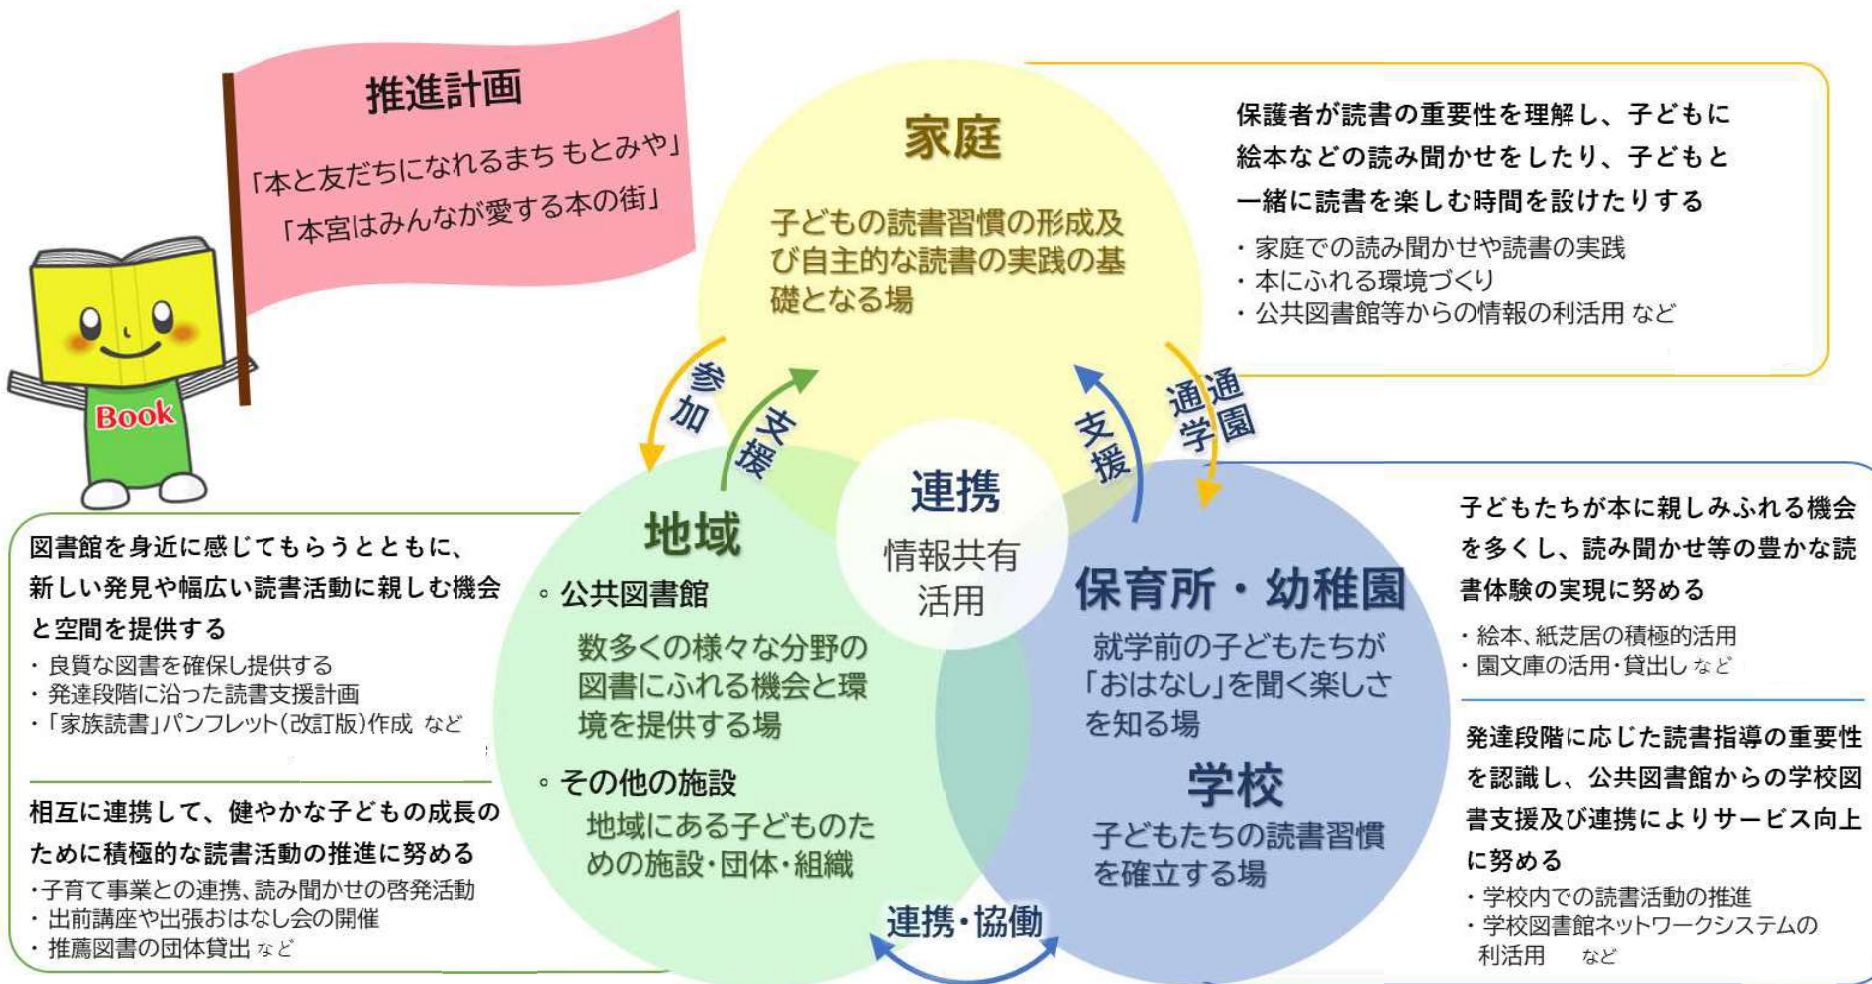 推進計画
「本と友だちになれるまち もとみや」
「本宮はみんなが愛する本の街」
Book
家庭
子どもの読書習慣の形成及
び自主的な読書の実践の基
礎となる場
保護者が読書の重要性を理解し、子どもに
絵本などの読み聞かせをしたり、子どもと
一緒に読書を楽しむ時間を設けたりする
・家庭での読み聞かせや読書の実践
・本にふれる環境づくり
・公共図書館等からの情報の利活用 など
参加
支援
支援
通学
通園
連携
情報共有
活用
地域
。公共図書館
数多くの様々な分野の
図書にふれる機会と環
境を提供する場
。その他の施設
地域にある子どものた
めの施設・団体・組織
図書館を身近に感じてもらうとともに、
新しい発見や幅広い読書活動に親しむ機会
と空間を提供する
・良質な図書を確保し提供する
・発達段階に沿った読書支援計画
・「家族読書」パンフレット(改訂版)作成 など
相互に連携して、健やかな子どもの成長の
ために積極的な読書活動の推進に努める
・子育て事業との連携、読み聞かせの啓発活動
・出前講座や出張おはなし会の開催
・推薦図書の団体貸出 など
保育所・幼稚園
就学前の子どもたちが
「おはなし」を聞く楽しさ
を知る場
学校
子どもたちの読書習慣
を確立する場
子どもたちが本に親しみふれる機会
を多くし、読み聞かせ等の豊かな読
書体験の実現に努める
・絵本、紙芝居の積極的活用
・園文庫の活用・貸出し など
発達段階に応じた読書指導の重要性
を認識し、公共図書館からの学校図
書支援及び連携によりサービス向上
に努める
・学校内での読書活動の推進
・学校図書館ネットワークシステムの
利活用 など
連携・協働